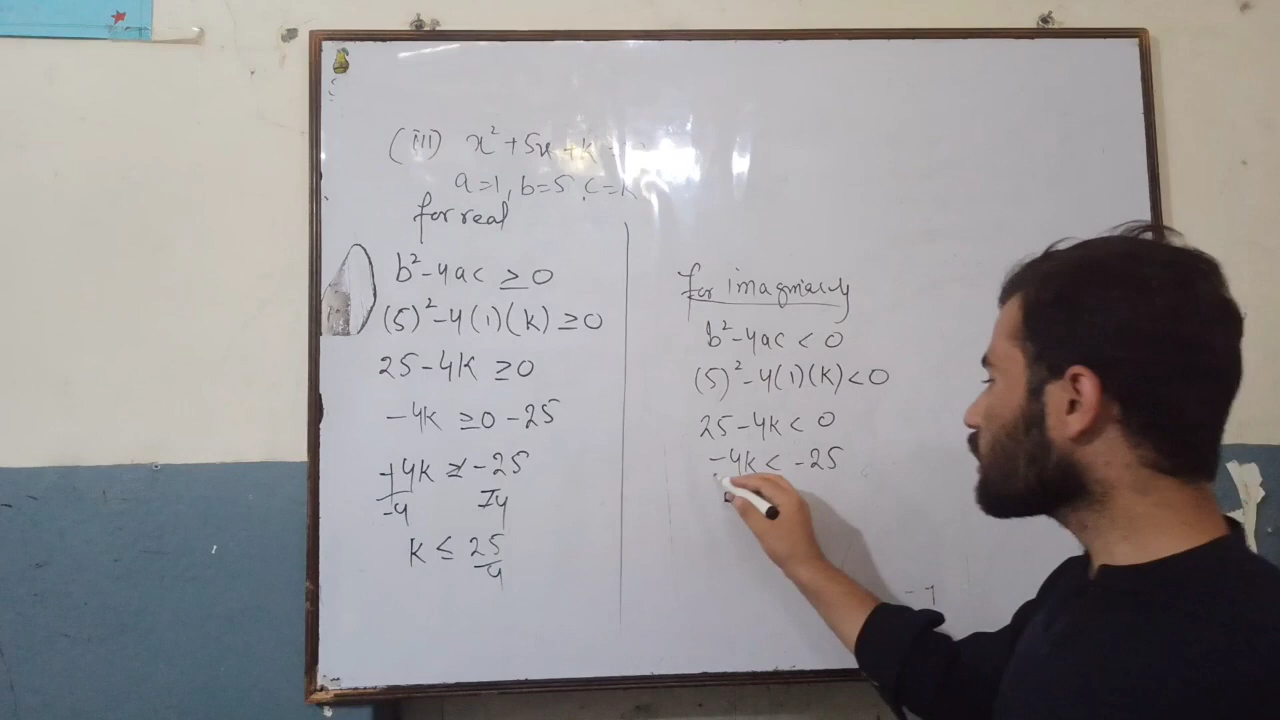 (iii) x² + 5x + k
a = 1, b = 5, c = k
for real
b² - 4ac ≥ 0
(5)² - 4(1)(k) ≥ 0
25 - 4k ≥ 0
-4k ≥ 0 - 25
-4k ≥ -25
-4 -4
k ≤ 25
4
for imaginary
b² - 4ac < 0
(5)² - 4(1)(k) < 0
25 - 4k < 0
-4k < -25